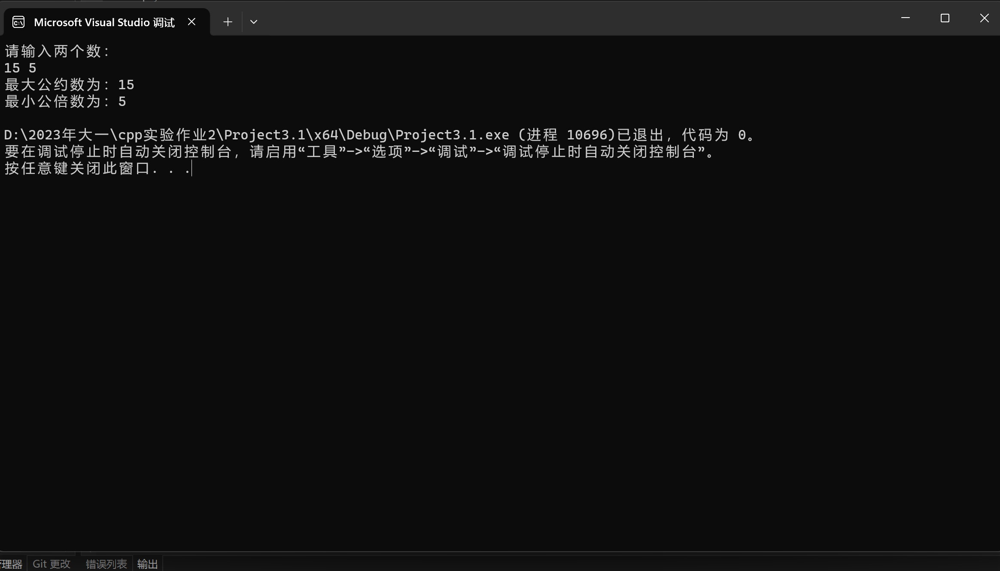 Microsoft Visual Studio 调试
请输入两个数：
15 5
最大公约数为：15
最小公倍数为：5
D:\2023年大一\cpp实验作业2\Project3.1\x64\Debug\Project3.1.exe (进程 10696)已退出，代码为 0。
要在调试停止时自动关闭控制台，请启用“工具”->“选项”->“调试”->“调试停止时自动关闭控制台”。
按任意键关闭此窗口. . .
理器 Git 更改 错误列表 输出